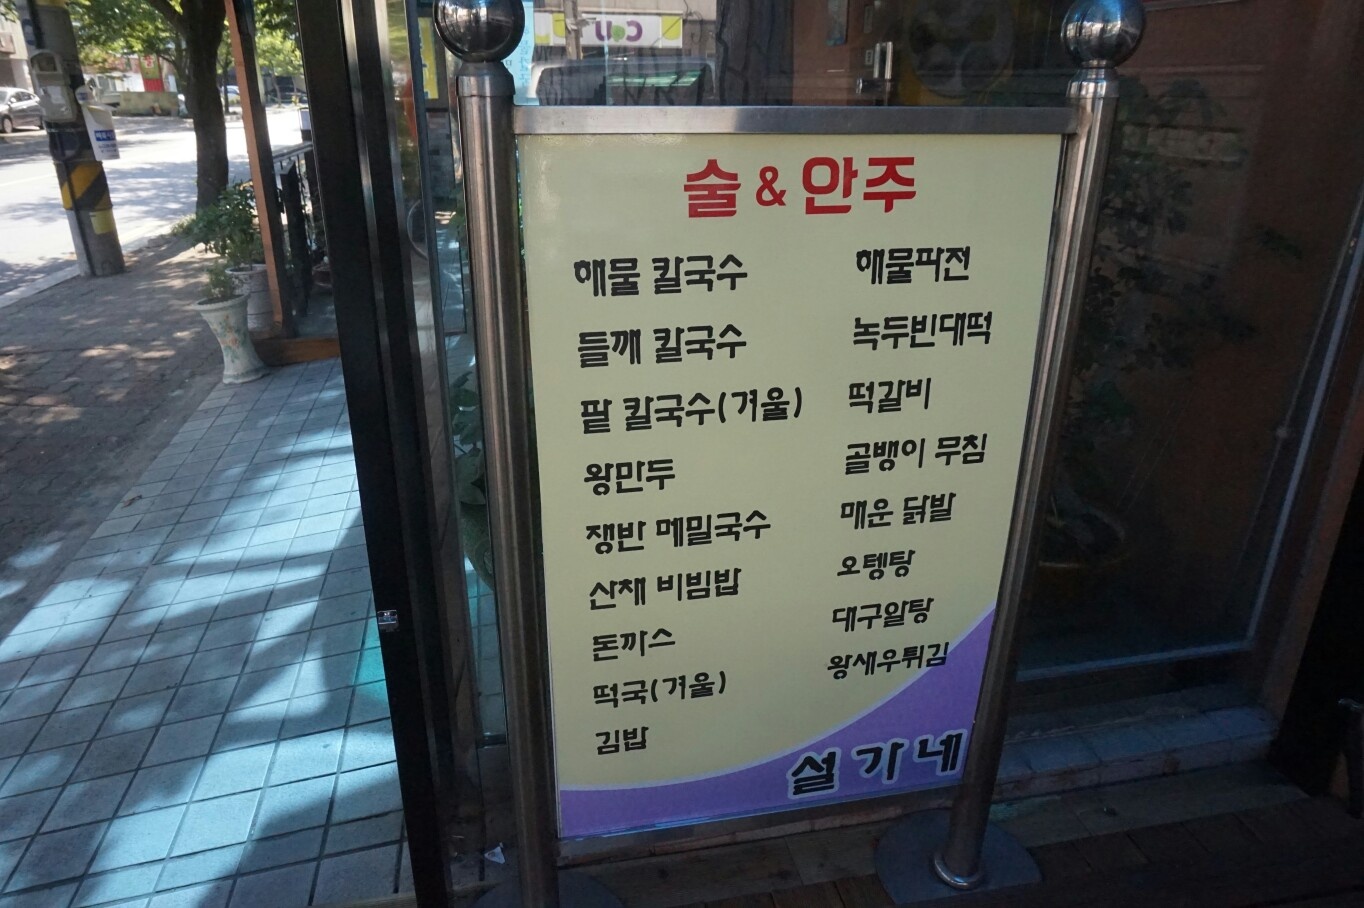 술 & 안주
해물 칼국수
들깨 칼국수
팥 칼국수(겨울)
왕만두
쟁반 메밀국수
산채 비빔밥
돈까스
떡국(겨울)
김밥
해물파전
녹두빈대떡
떡갈비
골뱅이 무침
매운 닭발
오뎅탕
대구알탕
왕새우튀김
설가네